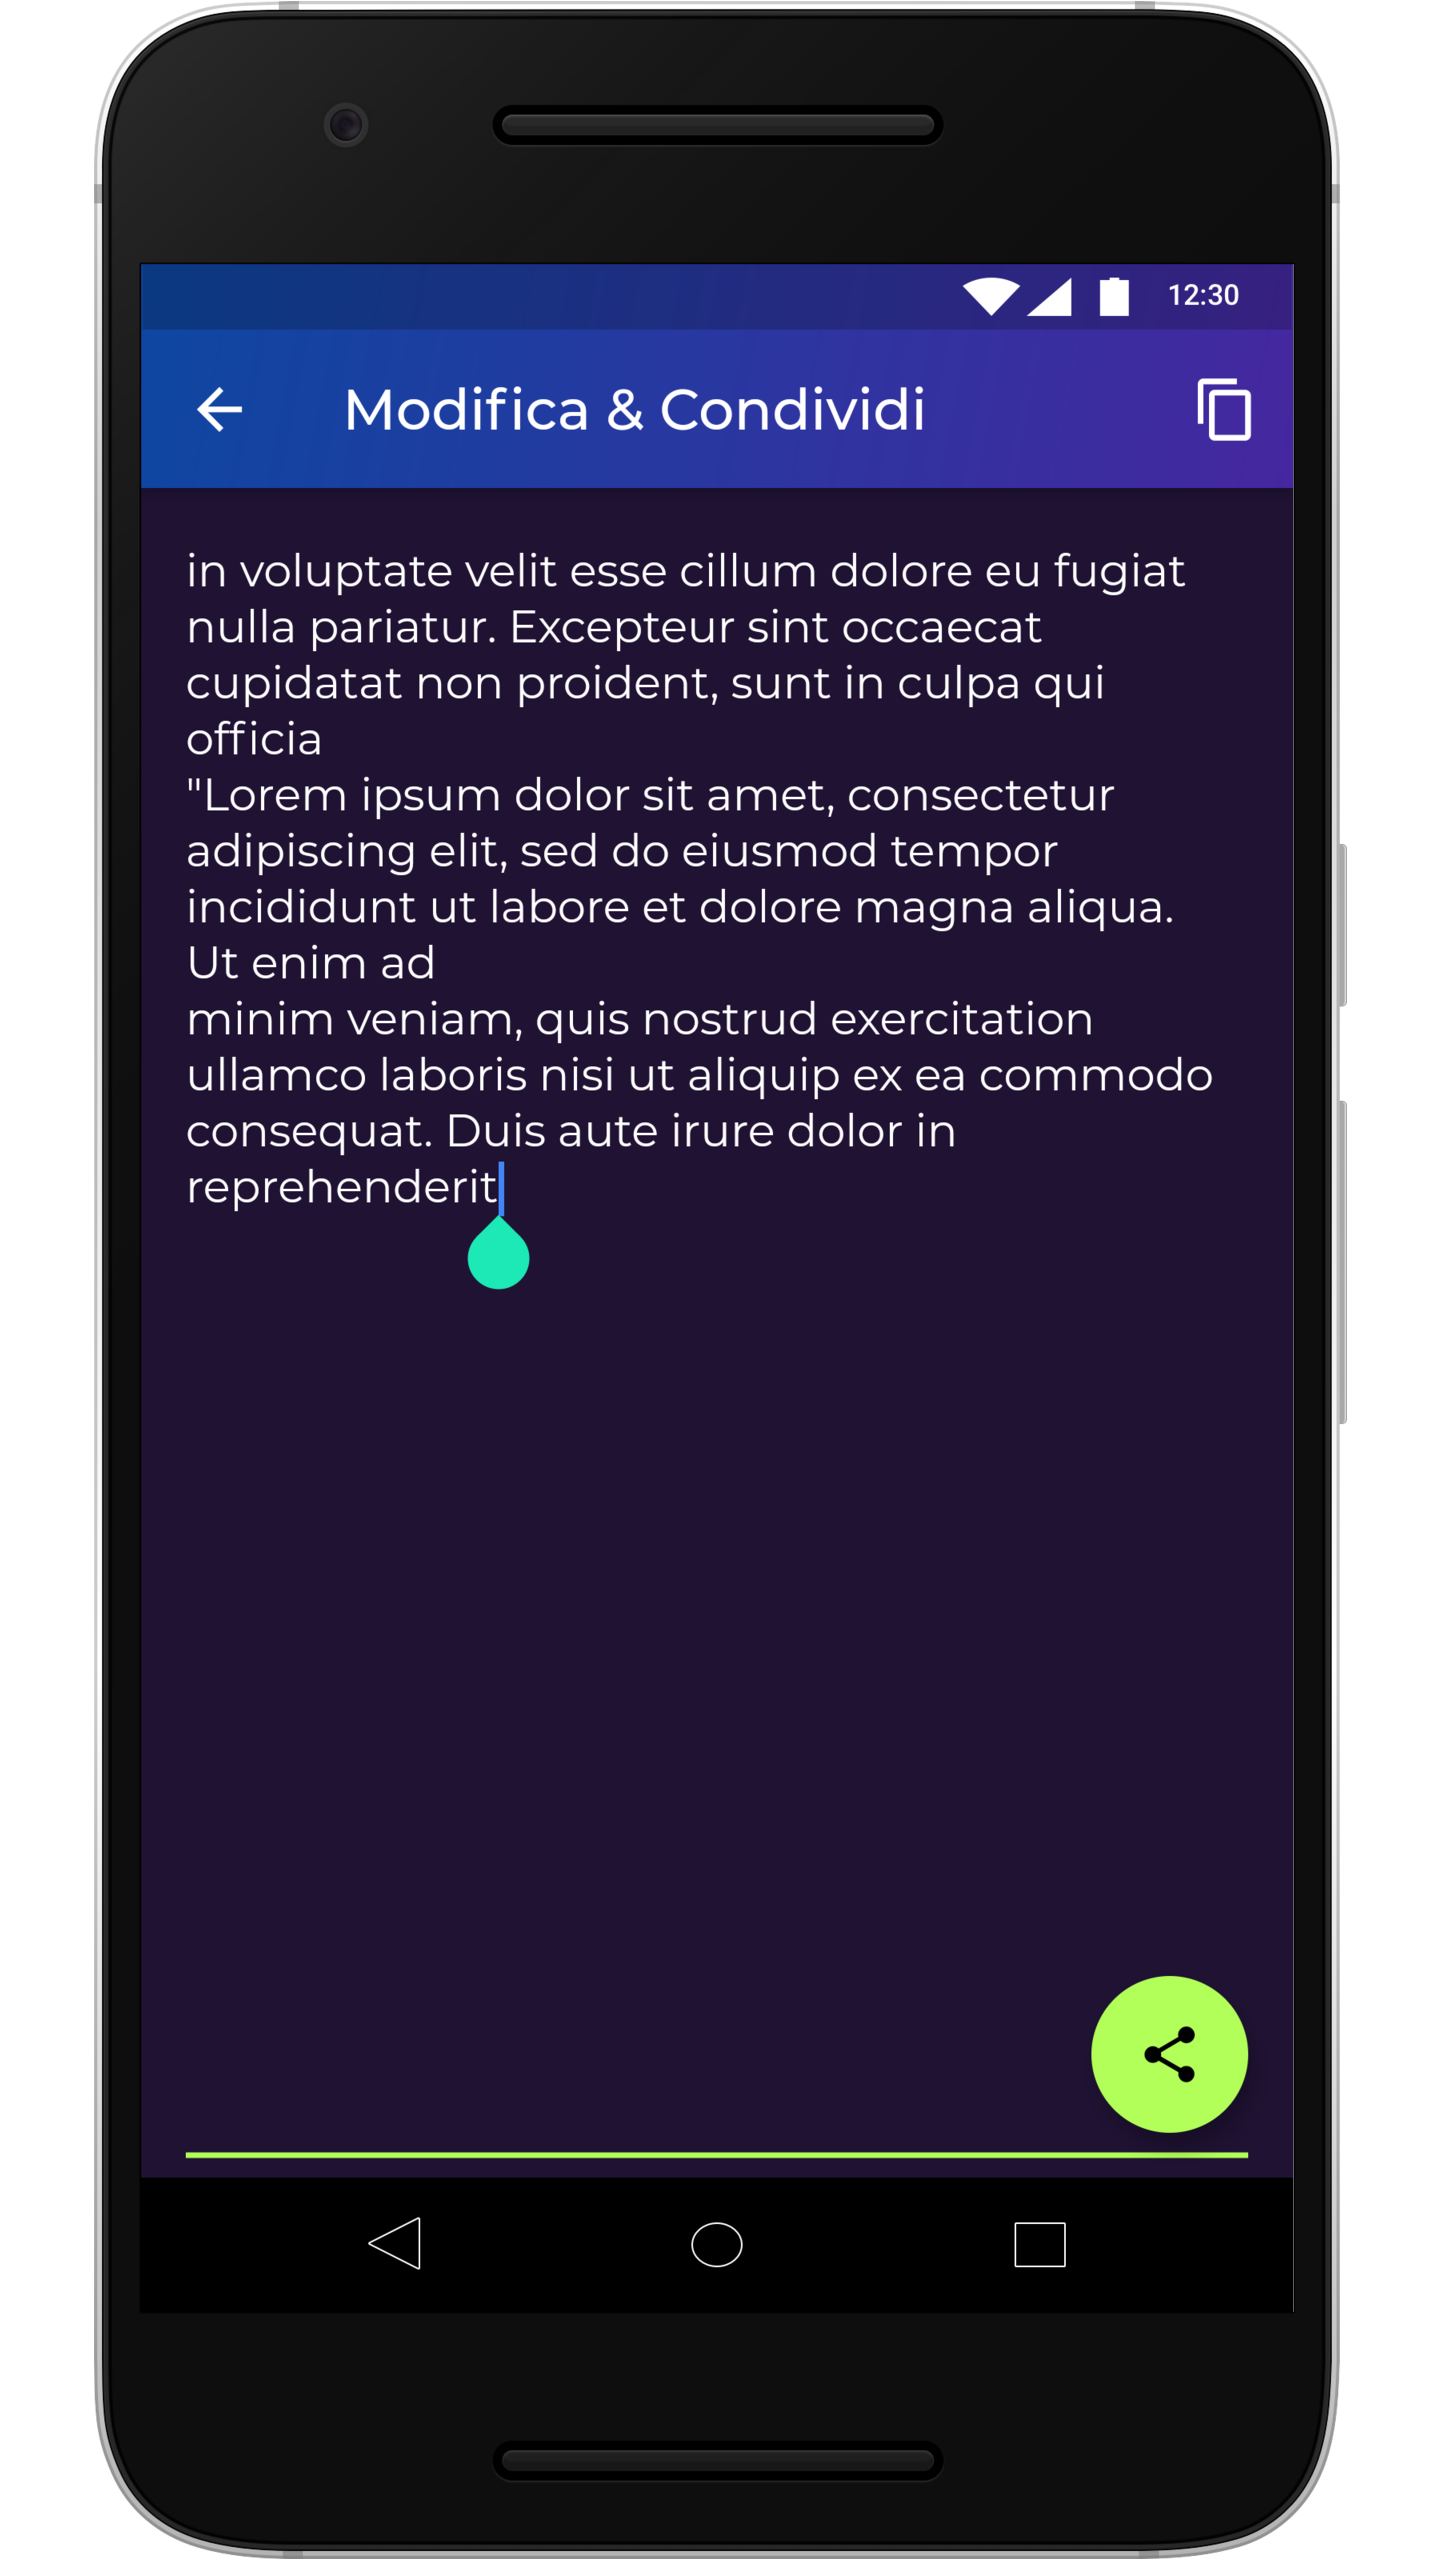 12:30
Modifica & Condividi
in voluptate velit esse cillum dolore eu fugiat
nulla pariatur. Excepteur sint occaecat
cupidatat non proident, sunt in culpa qui
officia
"Lorem ipsum dolor sit amet, consectetur
adipiscing elit, sed do eiusmod tempor
incididunt ut labore et dolore magna aliqua.
Ut enim ad
minim veniam, quis nostrud exercitation
ullamco laboris nisi ut aliquip ex ea commodo
consequat. Duis aute irure dolor in
reprehenderit